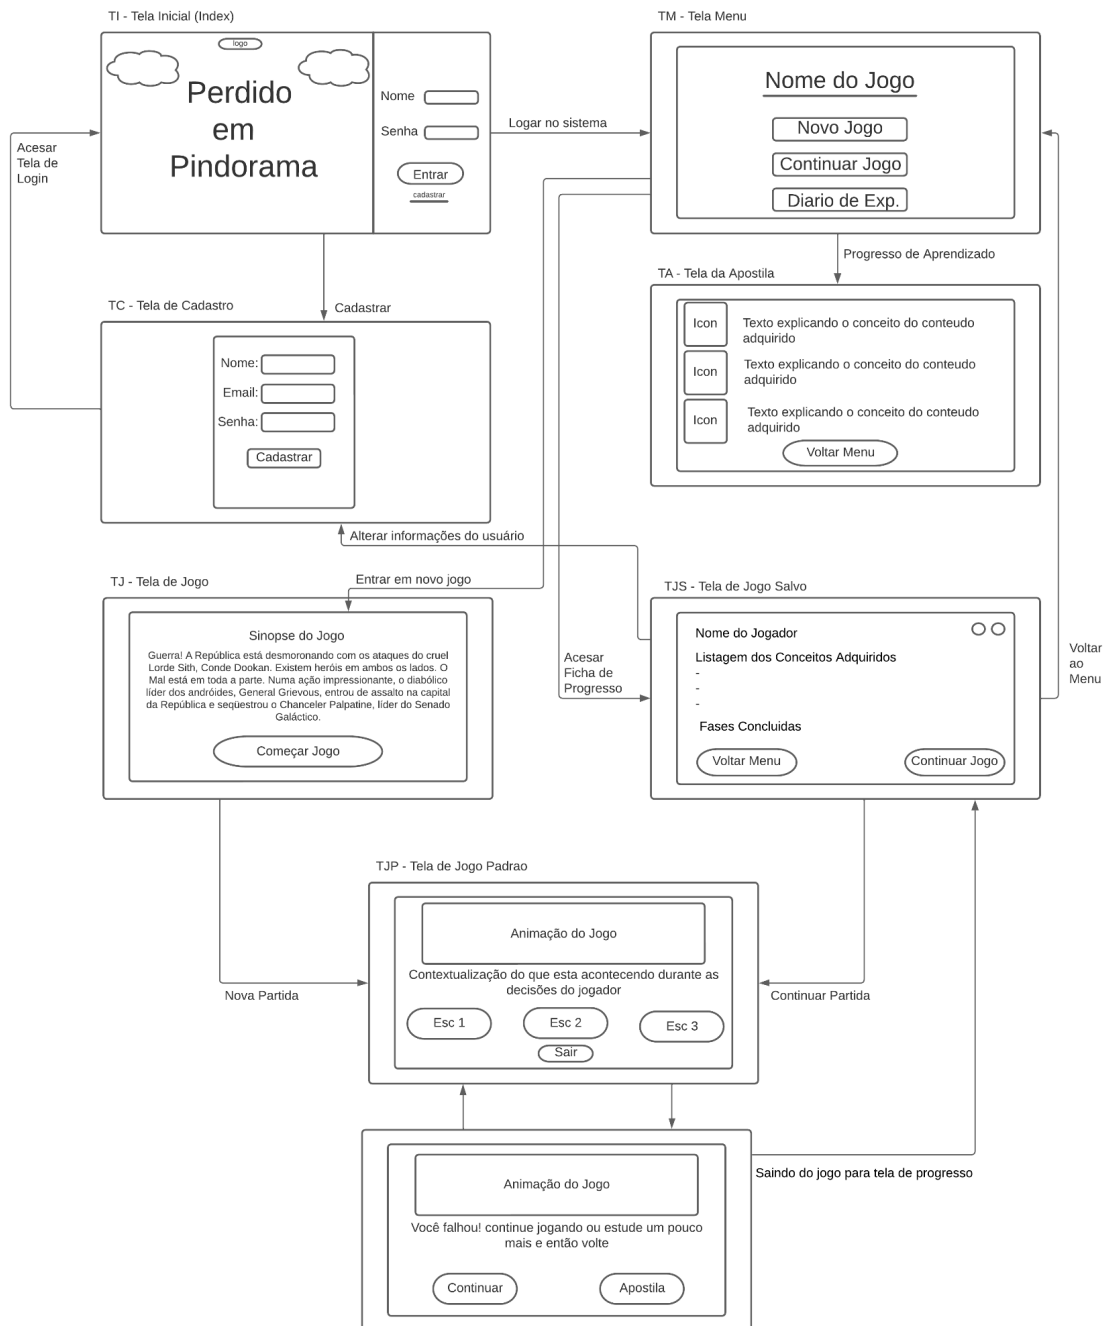 TI - Tela Inicial (Index)
logo
Perdido
em
Pindorama
Nome
Senha
Entrar
cadastrar
Logar no sistema
Acesar
Tela de
Login
TM - Tela Menu
Nome do Jogo
Novo Jogo
Continuar Jogo
Diario de Exp.
Progresso de Aprendizado
TA - Tela da Apostila
Icon
Texto explicando o conceito do conteudo
adquirido
Icon
Texto explicando o conceito do conteudo
adquirido
Icon
Texto explicando o conceito do conteudo
adquirido
Voltar Menu
Cadastrar
TC - Tela de Cadastro
Nome:
Email:
Senha:
Cadastrar
Alterar informações do usuário
Entrar em novo jogo
TJ - Tela de Jogo
Sinopse do Jogo
Guerra! A República está desmoronando com os ataques do cruel
Lorde Sith, Conde Dookan. Existem heróis em ambos os lados. O
Mal está em toda a parte. Numa ação impressionante, o diabólico
líder dos andróides, General Grievous, entrou de assalto na capital
da República e seqüestrou o Chanceler Palpatine, líder do Senado
Galáctico.
Começar Jogo
Acesar
Ficha de
Progresso
TJS - Tela de Jogo Salvo
Nome do Jogador
Listagem dos Conceitos Adquiridos
-
-
-
Fases Concluidas
Voltar Menu
Continuar Jogo
Voltar
ao
Menu
Nova Partida
Continuar Partida
TJP - Tela de Jogo Padrao
Animação do Jogo
Contextualização do que esta acontecendo durante as
decisões do jogador
Esc 1
Esc 2
Esc 3
Sair
Animação do Jogo
Você falhou! continue jogando ou estude um pouco
mais e então volte
Continuar
Apostila
Saindo do jogo para tela de progresso